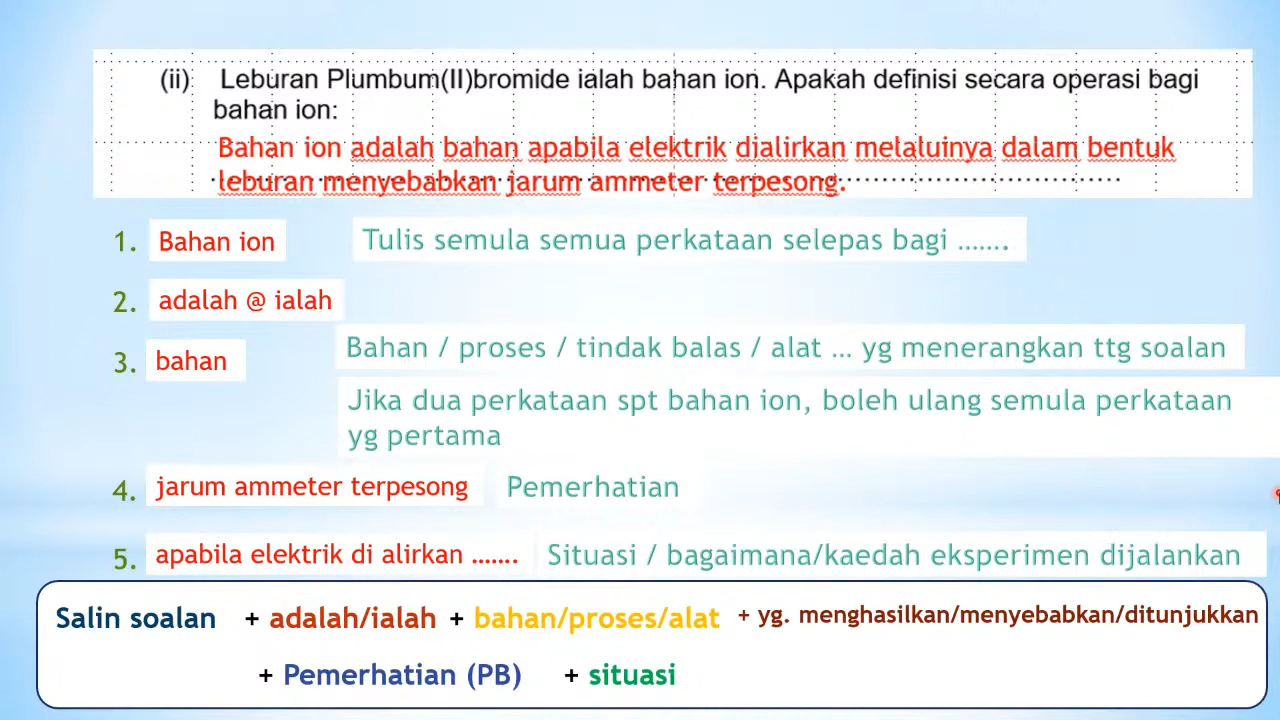 (ii) Leburan Plumbum(II)bromide ialah bahan ion. Apakah definisi secara operasi bagi
bahan ion:
Bahan ion adalah bahan apabila elektrik dialirkan melaluinya dalam bentuk
leburan menyebabkan jarum ammeter terpesong.
1. Bahan ion Tulis semula semua perkataan selepas bagi …….
2. adalah @ ialah
3. bahan Bahan / proses / tindak balas / alat … yg menerangkan ttg soalan
Jika dua perkataan spt bahan ion, boleh ulang semula perkataan
yg pertama
4. jarum ammeter terpesong Pemerhatian
5. apabila elektrik di alirkan ……. Situasi / bagaimana/kaedah eksperimen dijalankan
Salin soalan + adalah/ialah + bahan/proses/alat + yg. menghasilkan/menyebabkan/ditunjukkan
+ Pemerhatian (PB) + situasi